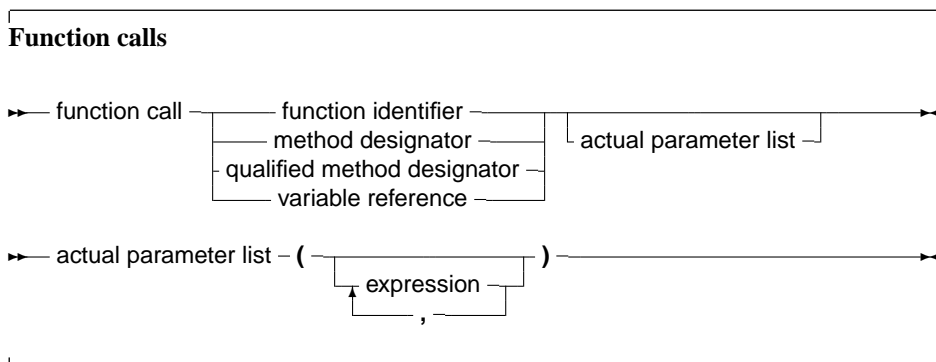 Function calls
function call function identifier
method designator actual parameter list
qualified method designator
variable reference
actual parameter list ( )
expression
,